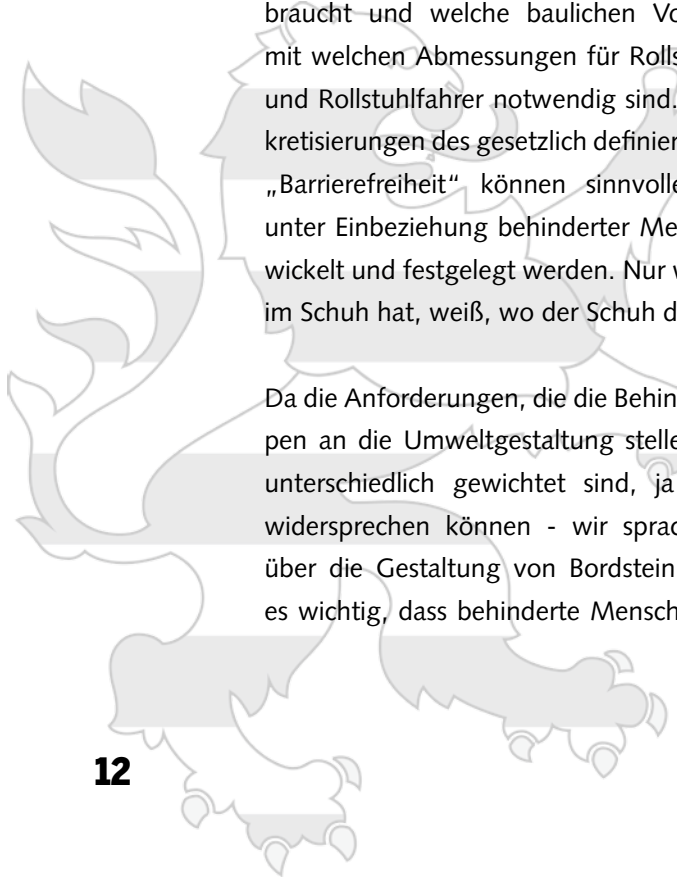 braucht und welche baulichen Vo
mit welchen Abmessungen für Rolls
und Rollstuhlfahrer notwendig sind.
kretisierungen des gesetzlich definier
„Barrierefreiheit“ können sinnvolle
unter Einbeziehung behinderter Me
wickelt und festgelegt werden. Nur w
im Schuh hat, weiß, wo der Schuh d
Da die Anforderungen, die die Behin
pen an die Umweltgestaltung stelle
unterschiedlich gewichtet sind, ja
widersprechen können - wir sprac
über die Gestaltung von Bordstein
es wichtig, dass behinderte Mensch
12